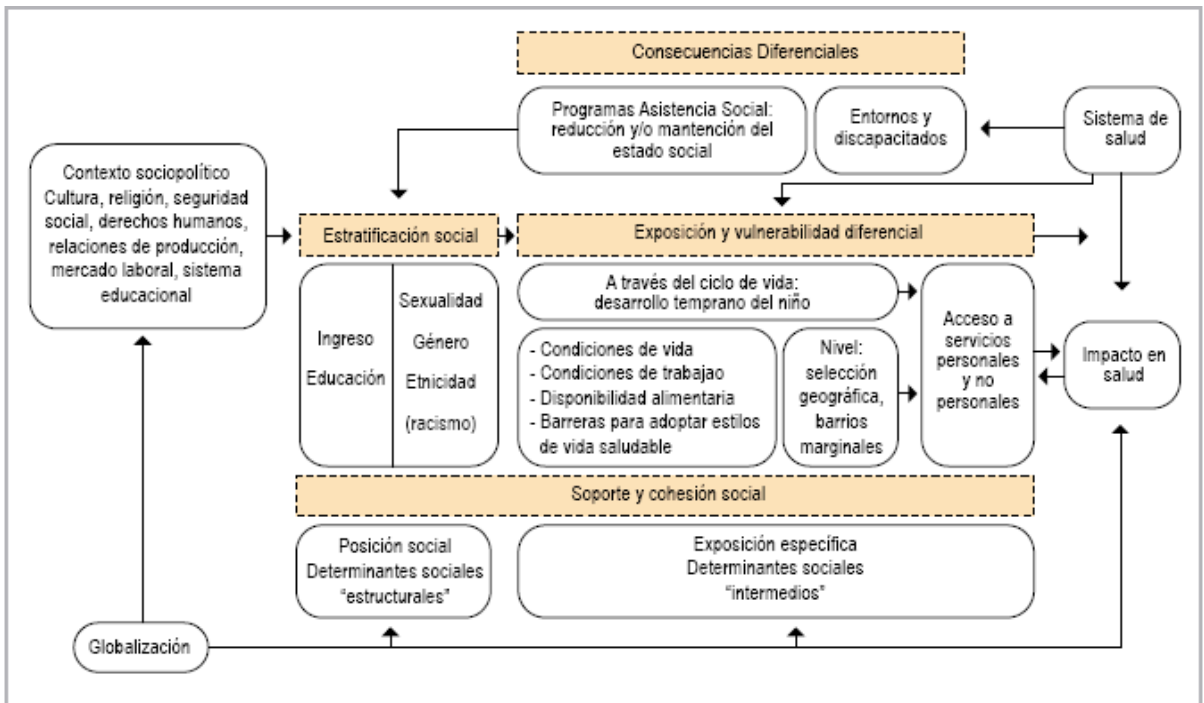 Consecuencias Diferenciales
Programas Asistencia Social:
reducción y/o mantención del
estado social
Entornos y
discapacitados
Sistema de
salud
Contexto sociopolítico
Cultura, religión, seguridad
social, derechos humanos,
relaciones de producción,
mercado laboral, sistema
educacional
Estratificación social
Exposición y vulnerabilidad diferencial
Ingreso
Educación
Sexualidad
Género
Etnicidad
(racismo)
A través del ciclo de vida:
desarrollo temprano del niño
- Condiciones de vida
- Condiciones de trabajao
- Disponibilidad alimentaria
- Barreras para adoptar estilos
de vida saludable
Nivel:
selección
geográfica,
barrios
marginales
Acceso a
servicios
personales
y no
personales
Impacto en
salud
Soporte y cohesión social
Posición social
Determinantes sociales
“estructurales”
Exposición específica
Determinantes sociales
“intermedios”
Globalización